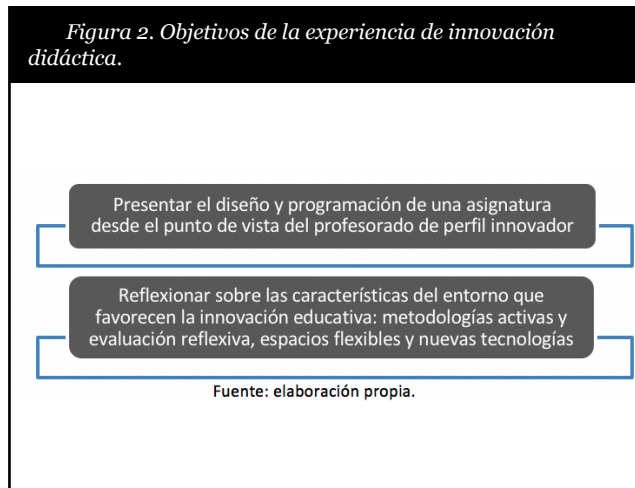 Figura 2. Objetivos de la experiencia de innovación
didáctica.
Presentar el diseño y programación de una asignatura
desde el punto de vista del profesorado de perfil innovador
Reflexionar sobre las características del entorno que
favorecen la innovación educativa: metodologías activas y
evaluación reflexiva, espacios flexibles y nuevas tecnologías
Fuente: elaboración propia.